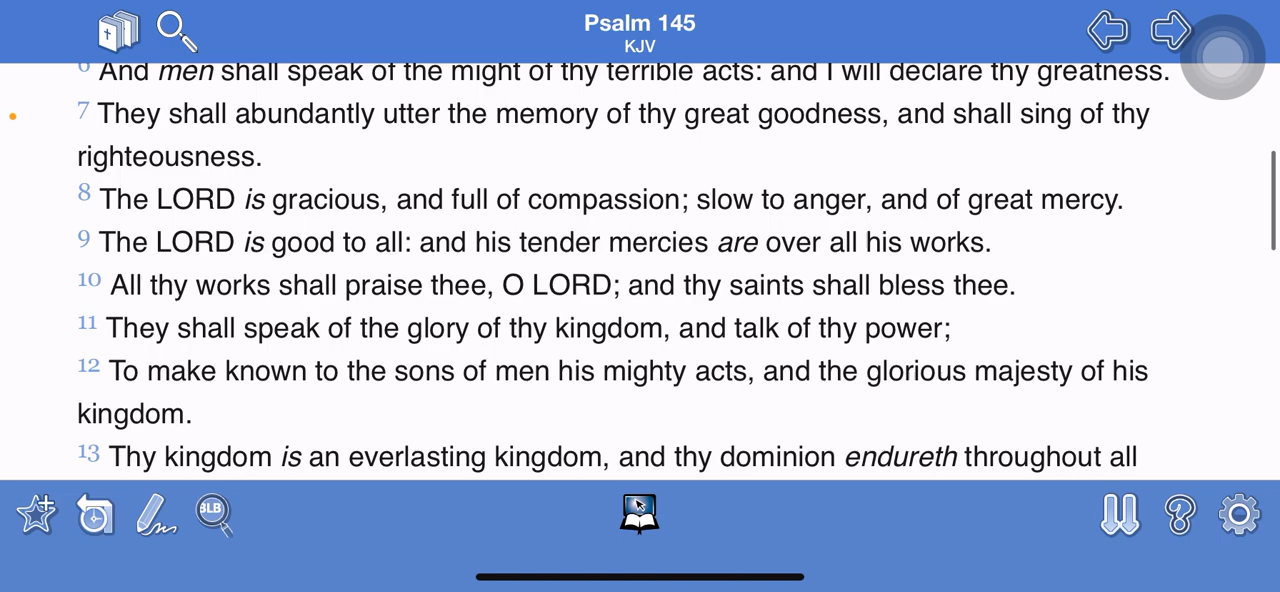 Psalm 145
KJV
6 And men shall speak of the might of thy terrible acts: and I will declare thy greatness.
7 They shall abundantly utter the memory of thy great goodness, and shall sing of thy
righteousness.
8 The LORD is gracious, and full of compassion; slow to anger, and of great mercy.
9 The LORD is good to all: and his tender mercies are over all his works.
10 All thy works shall praise thee, O LORD; and thy saints shall bless thee.
11 They shall speak of the glory of thy kingdom, and talk of thy power;
12 To make known to the sons of men his mighty acts, and the glorious majesty of his
kingdom.
13 Thy kingdom is an everlasting kingdom, and thy dominion endureth throughout all
BLB